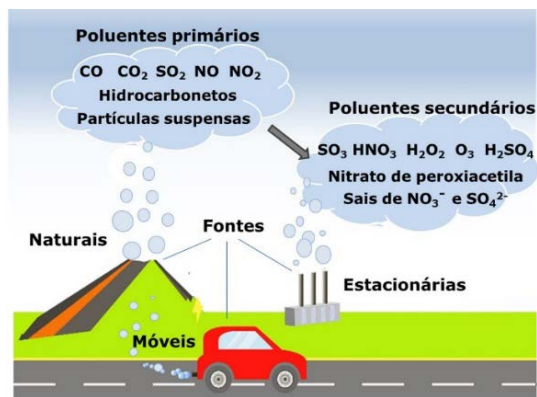 Poluentes primários
CO CO₂ SO₂ NO NO₂
Hidrocarbonetos
Partículas suspensas
Poluentes secundários
SO₃ HNO₃ H₂O₂ O₃ H₂SO₄
Nitrato de peroxiacetila
Sais de NO₃⁻ e SO₄²⁻
Fontes
Naturais
Estacionárias
Móveis